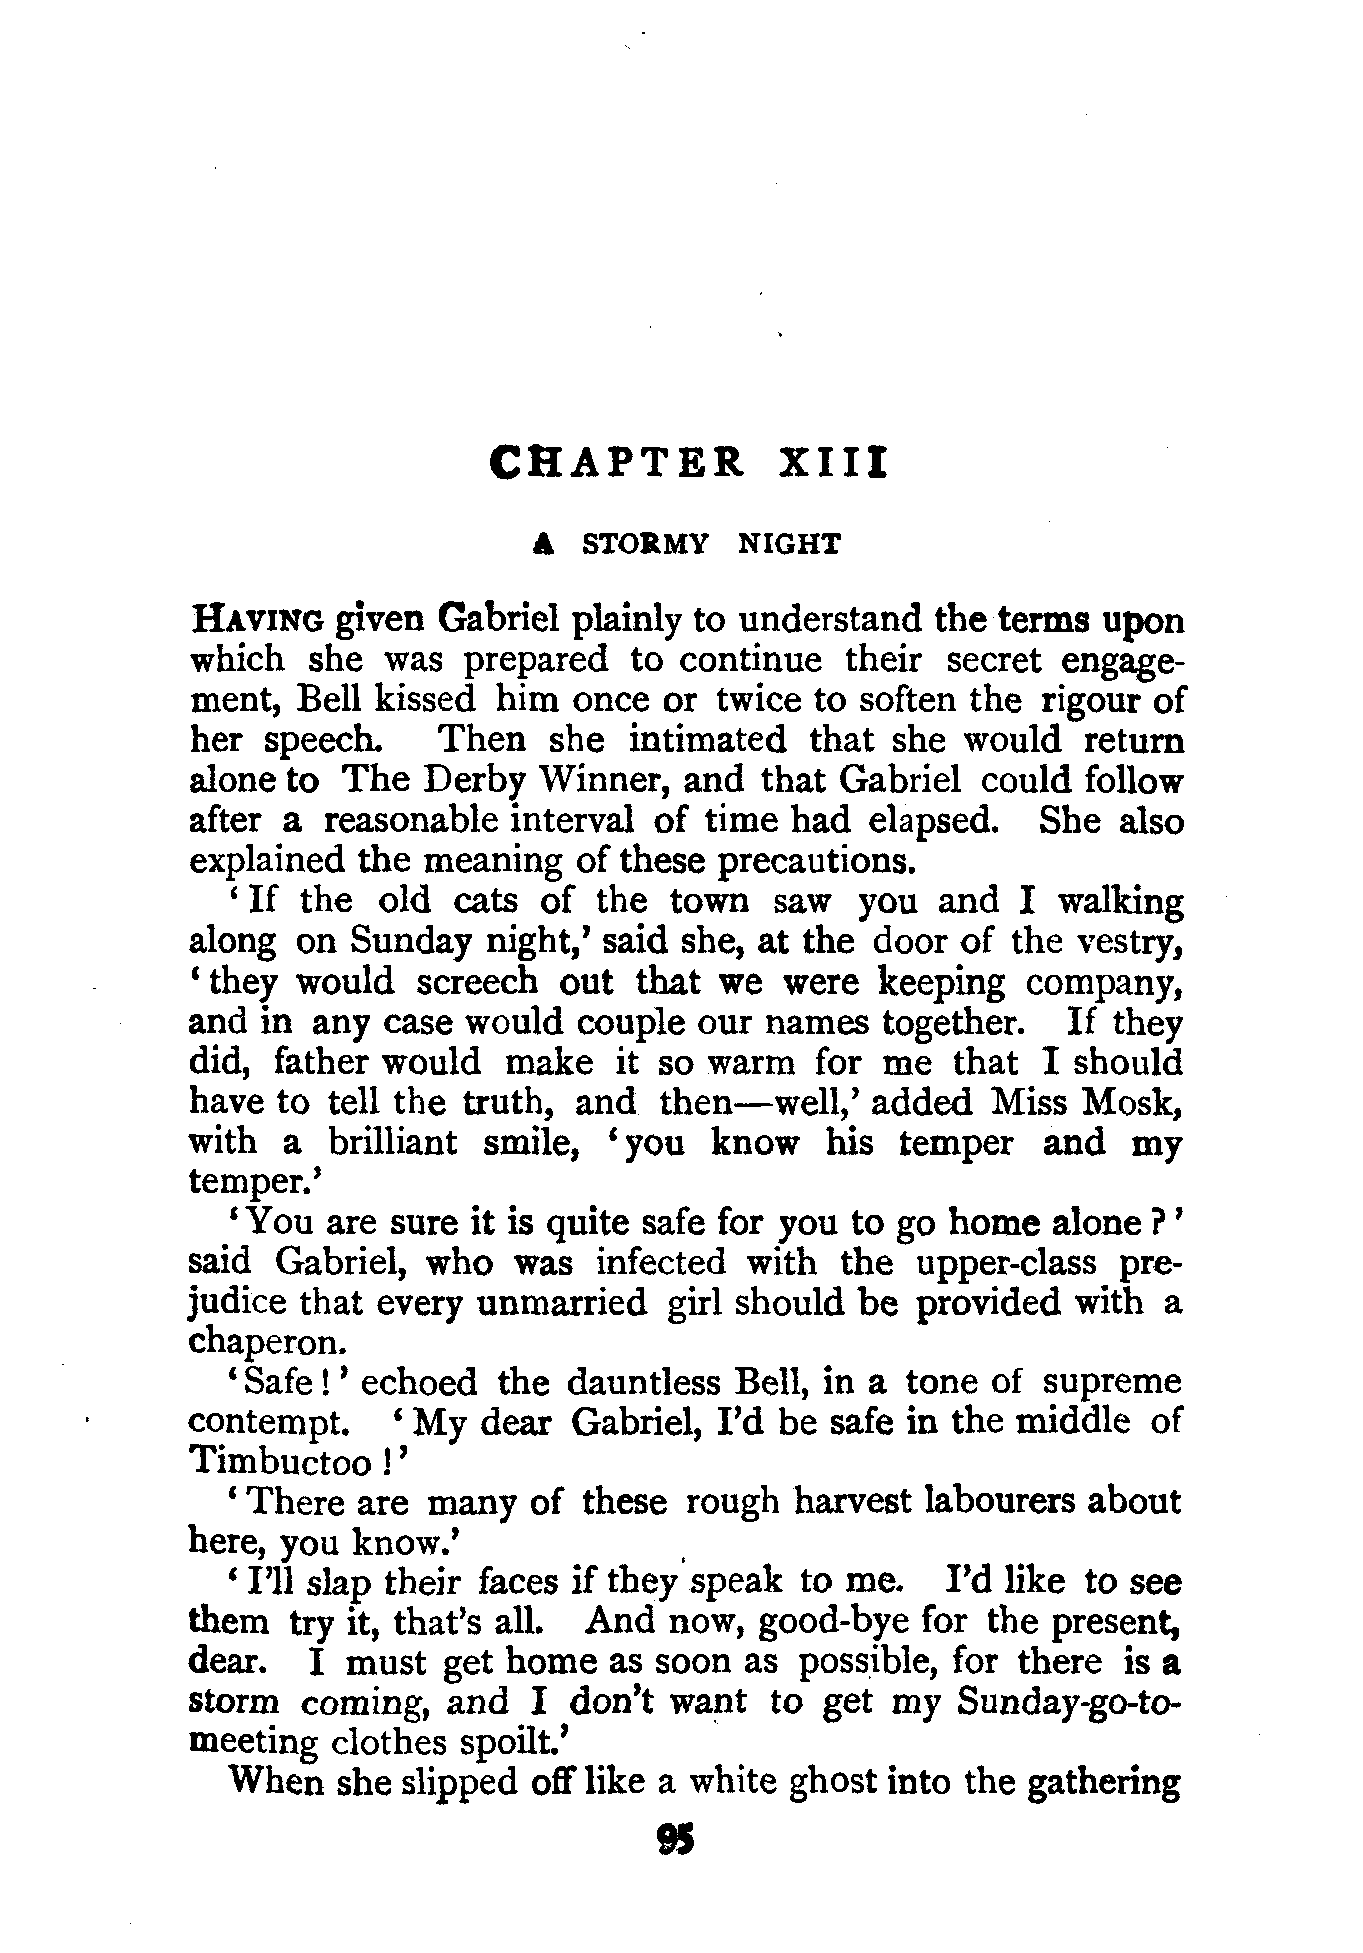 CHAPTER XIII
A STORMY NIGHT
HAVING given Gabriel plainly to understand the terms upon
which she was prepared to continue their secret engage-
ment, Bell kissed him once or twice to soften the rigour of
her speech. Then she intimated that she would return
alone to The Derby Winner, and that Gabriel could follow
after a reasonable interval of time had elapsed. She also
explained the meaning of these precautions.
‘If the old cats of the town saw you and I walking
along on Sunday night,’ said she, at the door of the vestry,
‘they would screech out that we were keeping company,
and in any case would couple our names together. If they
did, father would make it so warm for me that I should
have to tell the truth, and then—well,’ added Miss Mosk,
with a brilliant smile, ‘you know his temper and my
temper.’
‘You are sure it is quite safe for you to go home alone?’
said Gabriel, who was infected with the upper-class pre-
judice that every unmarried girl should be provided with a
chaperon.
‘Safe!’ echoed the dauntless Bell, in a tone of supreme
contempt. ‘My dear Gabriel, I’d be safe in the middle of
Timbuctoo!’
‘There are many of these rough harvest labourers about
here, you know.’
‘I’ll slap their faces if they speak to me. I’d like to see
them try it, that’s all. And now, good-bye for the present,
dear. I must get home as soon as possible, for there is a
storm coming, and I don’t want to get my Sunday-go-to-
meeting clothes spoilt.’
When she slipped off like a white ghost into the gathering
95